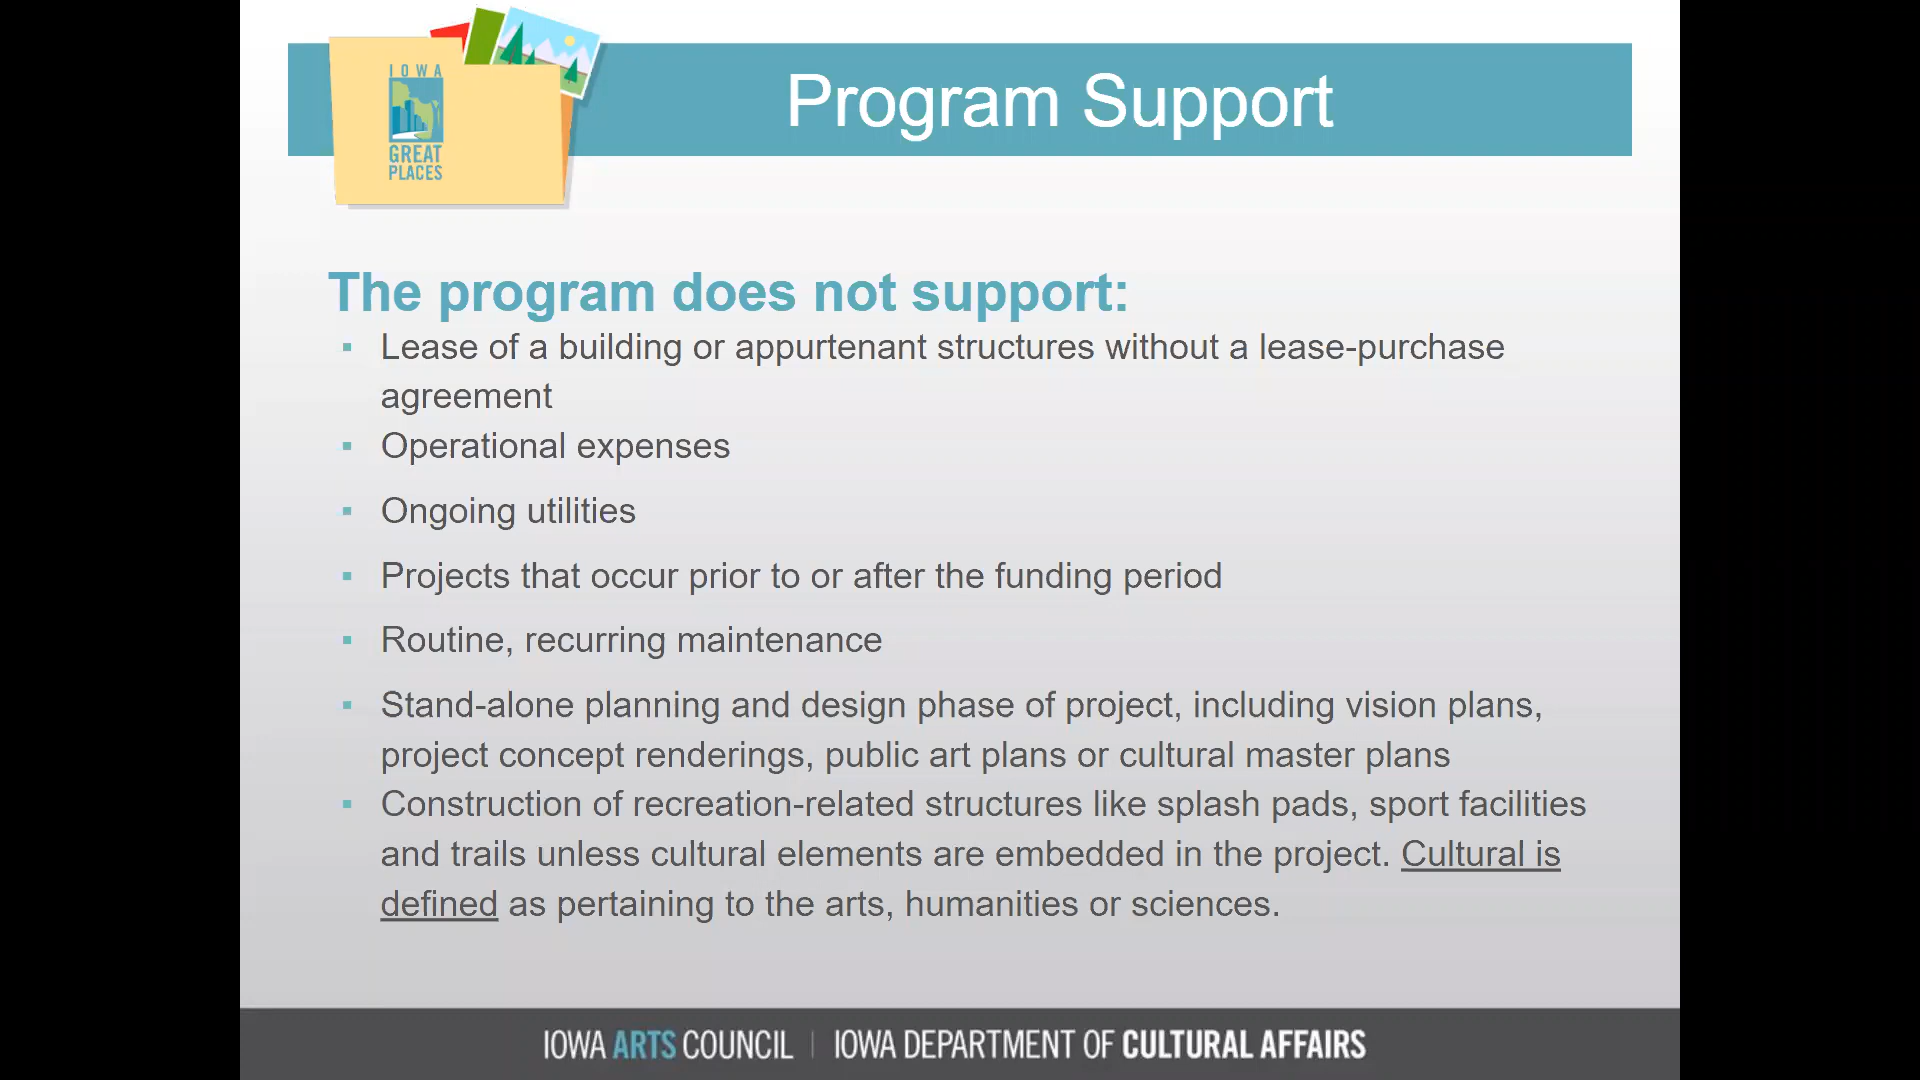 IOWA
GREAT
PLACES
Program Support
The program does not support:
▪ Lease of a building or appurtenant structures without a lease-purchase
agreement
▪ Operational expenses
▪ Ongoing utilities
▪ Projects that occur prior to or after the funding period
▪ Routine, recurring maintenance
▪ Stand-alone planning and design phase of project, including vision plans,
project concept renderings, public art plans or cultural master plans
▪ Construction of recreation-related structures like splash pads, sport facilities
and trails unless cultural elements are embedded in the project. Cultural is
defined as pertaining to the arts, humanities or sciences.
IOWA ARTS COUNCIL | IOWA DEPARTMENT OF CULTURAL AFFAIRS